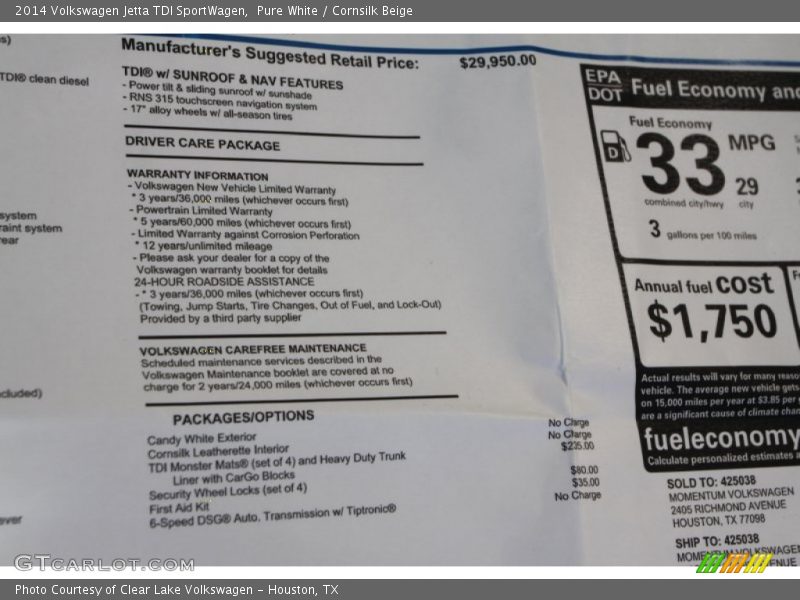 2014 Volkswagen Jetta TDI SportWagen,  Pure White / Cornsilk Beige
s)
TDI® clean diesel
system
raint system
rear
ncluded)
ever
Manufacturer's Suggested Retail Price: $29,950.00
TDI® w/ SUNROOF & NAV FEATURES
- Power tilt & sliding sunroof w/ sunshade
- RNS 315 touchscreen navigation system
- 17" alloy wheels w/ all-season tires
DRIVER CARE PACKAGE
WARRANTY INFORMATION
- Volkswagen New Vehicle Limited Warranty
* 3 years/36,000 miles (whichever occurs first)
- Powertrain Limited Warranty
* 5 years/60,000 miles (whichever occurs first)
- Limited Warranty against Corrosion Perforation
* 12 years/unlimited mileage
- Please ask your dealer for a copy of the
Volkswagen warranty booklet for details
24-HOUR ROADSIDE ASSISTANCE
- * 3 years/36,000 miles (whichever occurs first)
(Towing, Jump Starts, Tire Changes, Out of Fuel, and Lock-Out)
Provided by a third party supplier
VOLKSWAGEN CAREFREE MAINTENANCE
Scheduled maintenance services described in the
Volkswagen Maintenance booklet are covered at no
charge for 2 years/24,000 miles (whichever occurs first)
PACKAGES/OPTIONS
Candy White Exterior No Charge
Cornsilk Leatherette Interior No Charge
TDI Monster Mats® (set of 4) and Heavy Duty Trunk $235.00
Liner with CarGo Blocks
Security Wheel Locks (set of 4) $80.00
First Aid Kit $35.00
6-Speed DSG® Auto. Transmission w/ Tiptronic® No Charge
EPA
DOT
Fuel Economy and
Fuel Economy
D
33 MPG
29
combined city/hwy city
3 gallons per 100 miles
Annual fuel cost
$1,750
Actual results will vary for many reaso
vehicle. The average new vehicle gets
on 15,000 miles per year at $3.85 per
are a significant cause of climate chan
fueleconomy
Calculate personalized estimates a
SOLD TO: 425038
MOMENTUM VOLKSWAGEN
2405 RICHMOND AVENUE
HOUSTON, TX 77098
SHIP TO: 425038
MOMENTUM VOLKSWAGEN
GTcarlot.com
Photo Courtesy of Clear Lake Volkswagen - Houston, TX